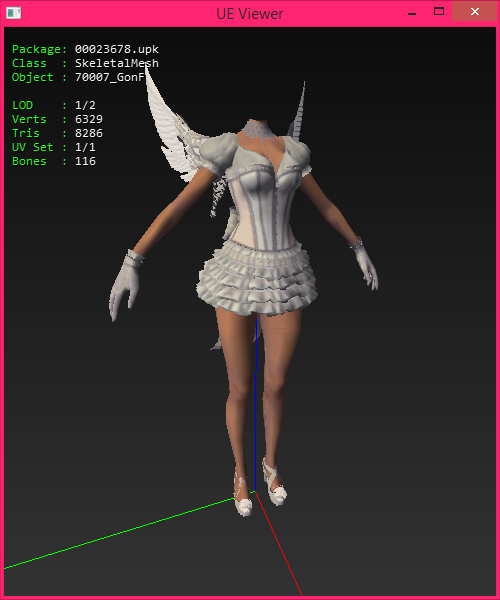 UE Viewer
Package: 00023678.upk
Class : SkeletalMesh
Object : 70007_GonF
LOD : 1/2
Verts : 6329
Tris : 8286
UV Set : 1/1
Bones : 116